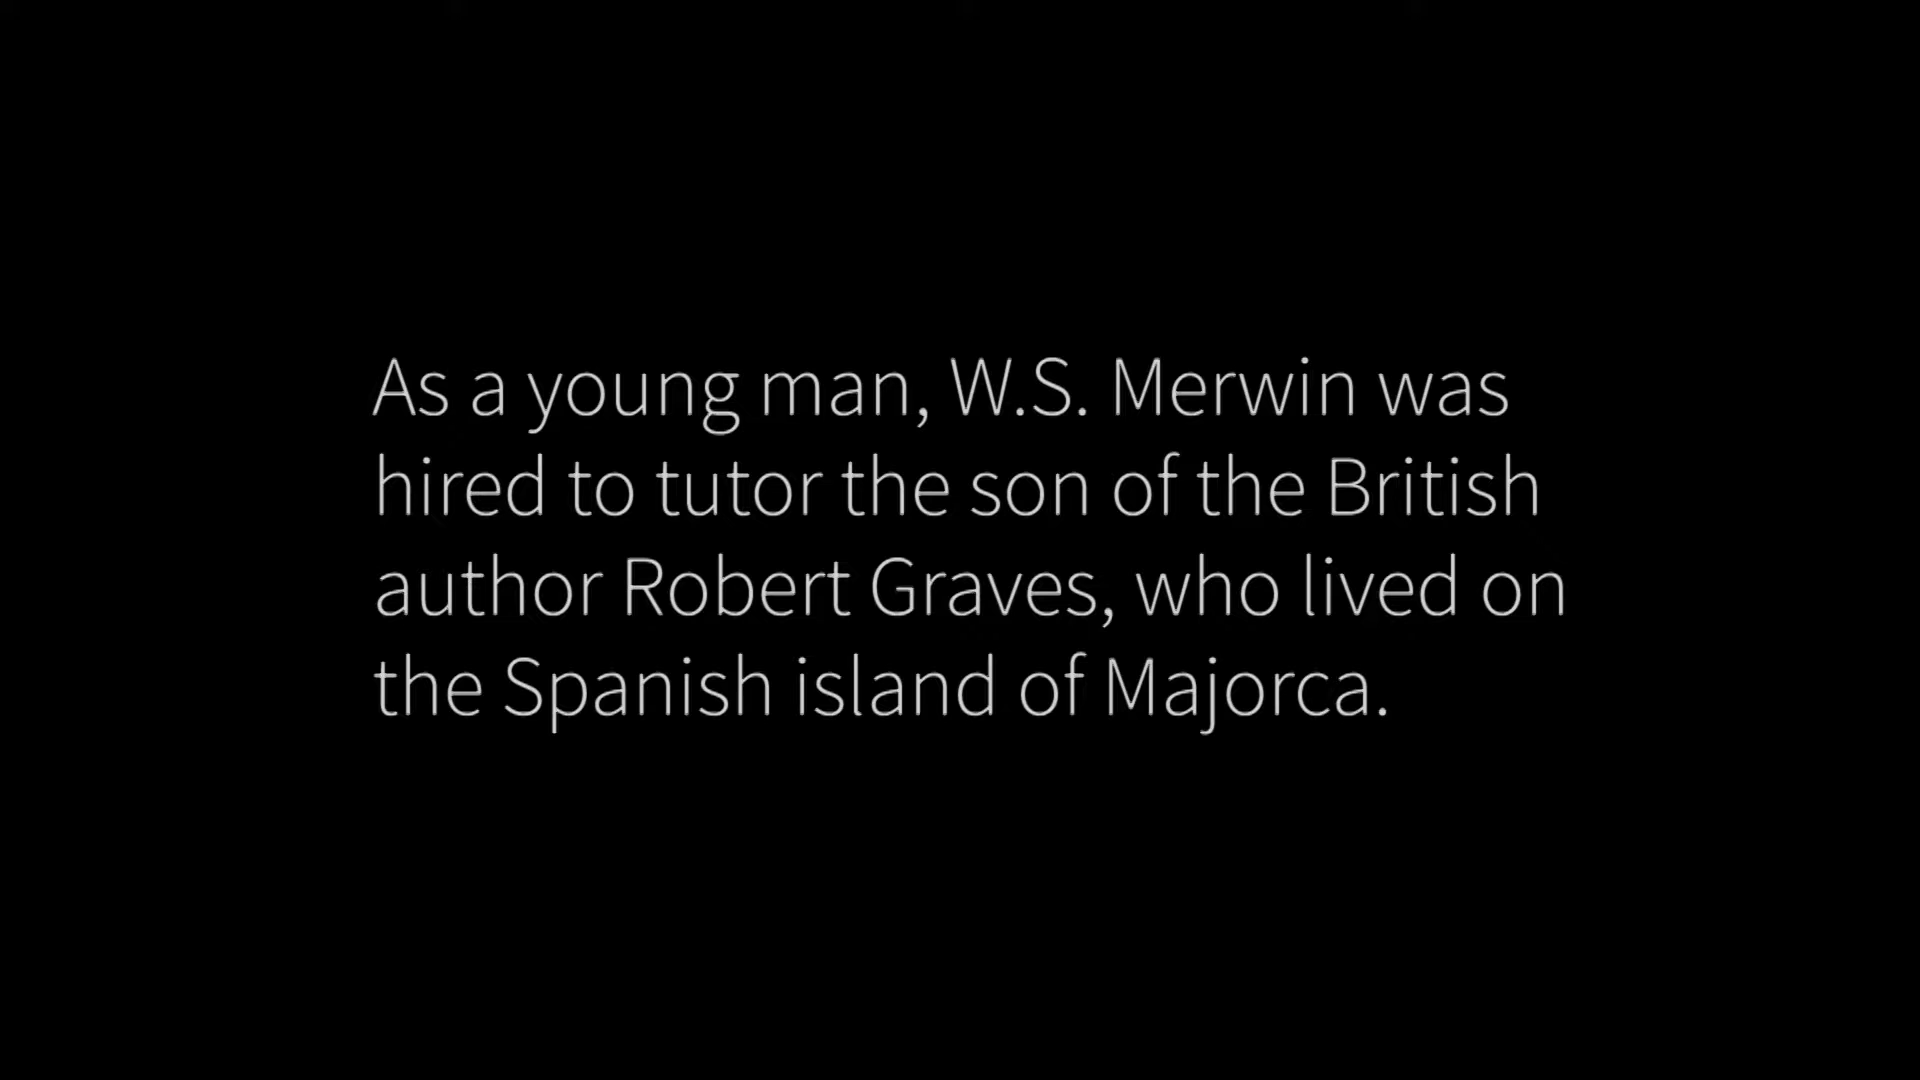 As a young man, W.S. Merwin was
hired to tutor the son of the British
author Robert Graves, who lived on
the Spanish island of Majorca.